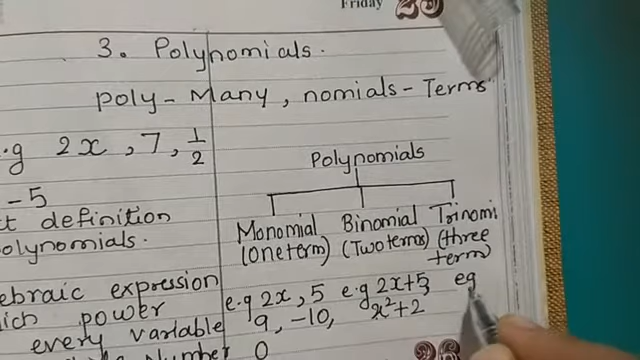 Friday 25
3. Polynomials.
poly - Many, nomials - Terms
.g 2x, 7, 1/2
-5
Polynomials
Monomial Binomial Trinomi
(One term) (Two terms) (three term)
definition
olynomials.
ebraic expression
power
every variable
e.g 2x, 5 e.g 2x+5, eg
9, -10, x²+2
0
26